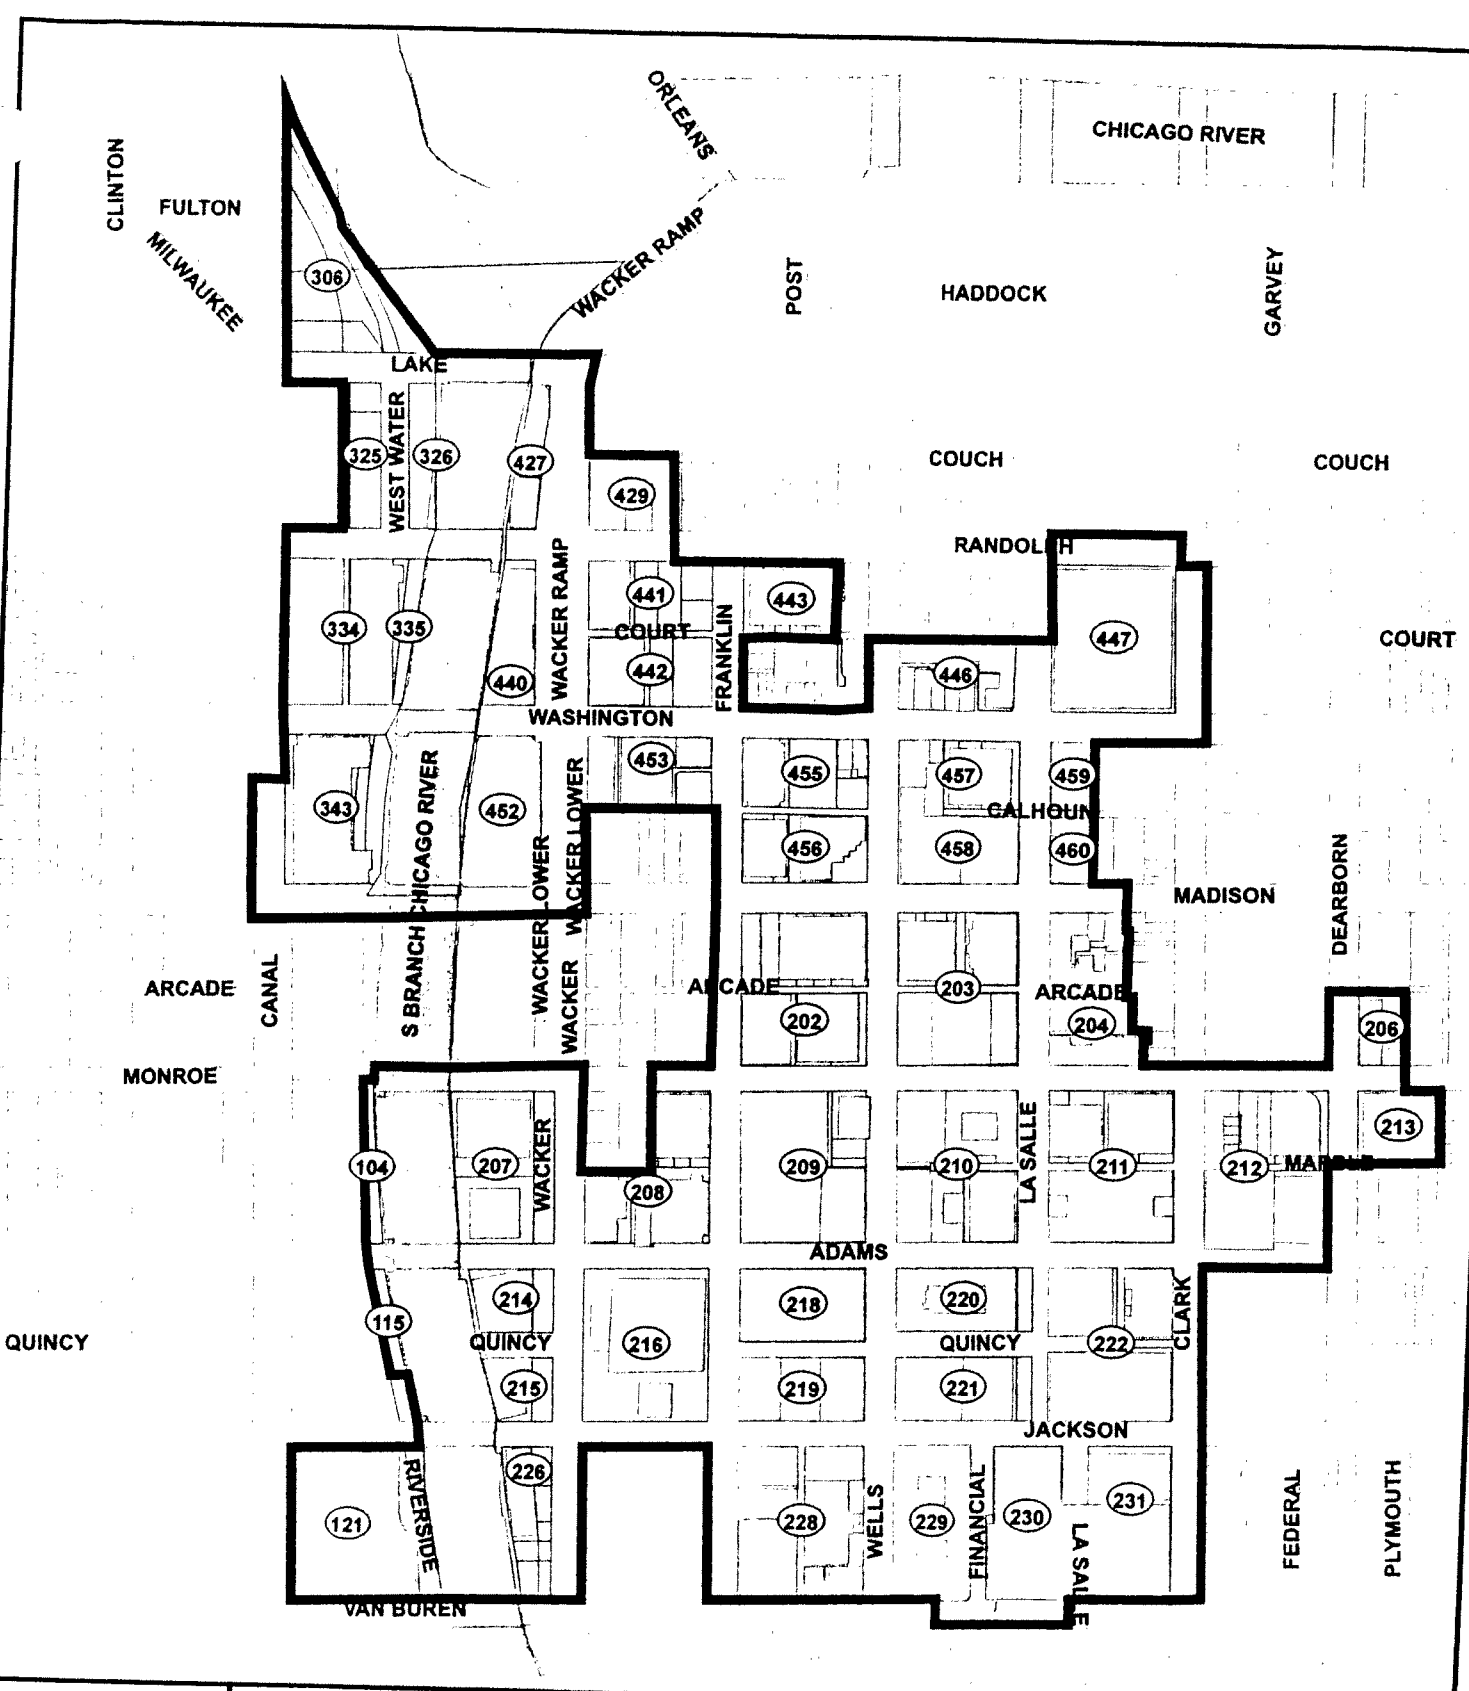 ORLEANS
CHICAGO RIVER
CLINTON
FULTON
MILWAUKEE
WACKER RAMP
306
POST
HADDOCK
GARVEY
LAKE
325
WEST WATER
326
427
429
COUCH
COUCH
RANDOLPH
334
335
440
WACKER RAMP
441
COURT
442
FRANKLIN
443
446
447
COURT
WASHINGTON
343
S BRANCH CHICAGO RIVER
452
WACKER LOWER
WACKER LOWER
453
455
456
457
458
459
CALHOUN
460
MADISON
DEARBORN
ARCADE
CANAL
WACKER
ARCADE
202
203
ARCADE
204
206
MONROE
104
207
WACKER
208
209
210
LA SALLE
211
212
MARBLE
213
ADAMS
115
214
QUINCY
QUINCY
215
216
218
219
220
QUINCY
221
222
CLARK
JACKSON
121
RIVERSIDE
226
228
WELLS
229
FINANCIAL
230
LA SALLE
231
FEDERAL
PLYMOUTH
VAN BUREN